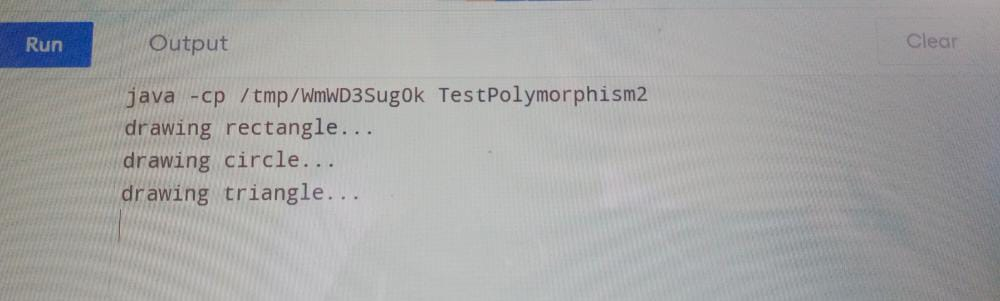 Run Output Clear
java -cp /tmp/WmWD3SugOk TestPolymorphism2
drawing rectangle...
drawing circle...
drawing triangle...